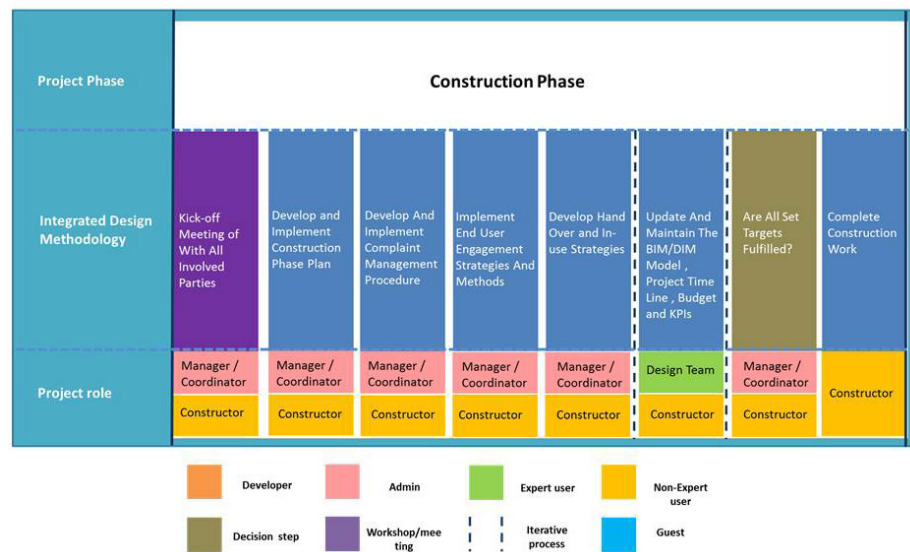 Project Phase
Construction Phase
Integrated Design
Methodology
Kick-off
Meeting of
With All
Involved
Parties
Develop and
Implement
Construction
Phase Plan
Develop And
Implement
Complaint
Management
Procedure
Implement
End User
Engagement
Strategies And
Methods
Develop Hand
Over and In-
use Strategies
Update And
Maintain The
BIM/DIM
Model ,
Project Time
Line , Budget
and KPIs
Are All Set
Targets
Fulfilled?
Complete
Construction
Work
Project role
Manager /
Coordinator
Constructor
Manager /
Coordinator
Constructor
Manager /
Coordinator
Constructor
Manager /
Coordinator
Constructor
Manager /
Coordinator
Constructor
Design Team
Constructor
Manager /
Coordinator
Constructor
Constructor
Developer
Admin
Expert user
Non-Expert
user
Decision step
Workshop/mee
ting
Iterative
process
Guest